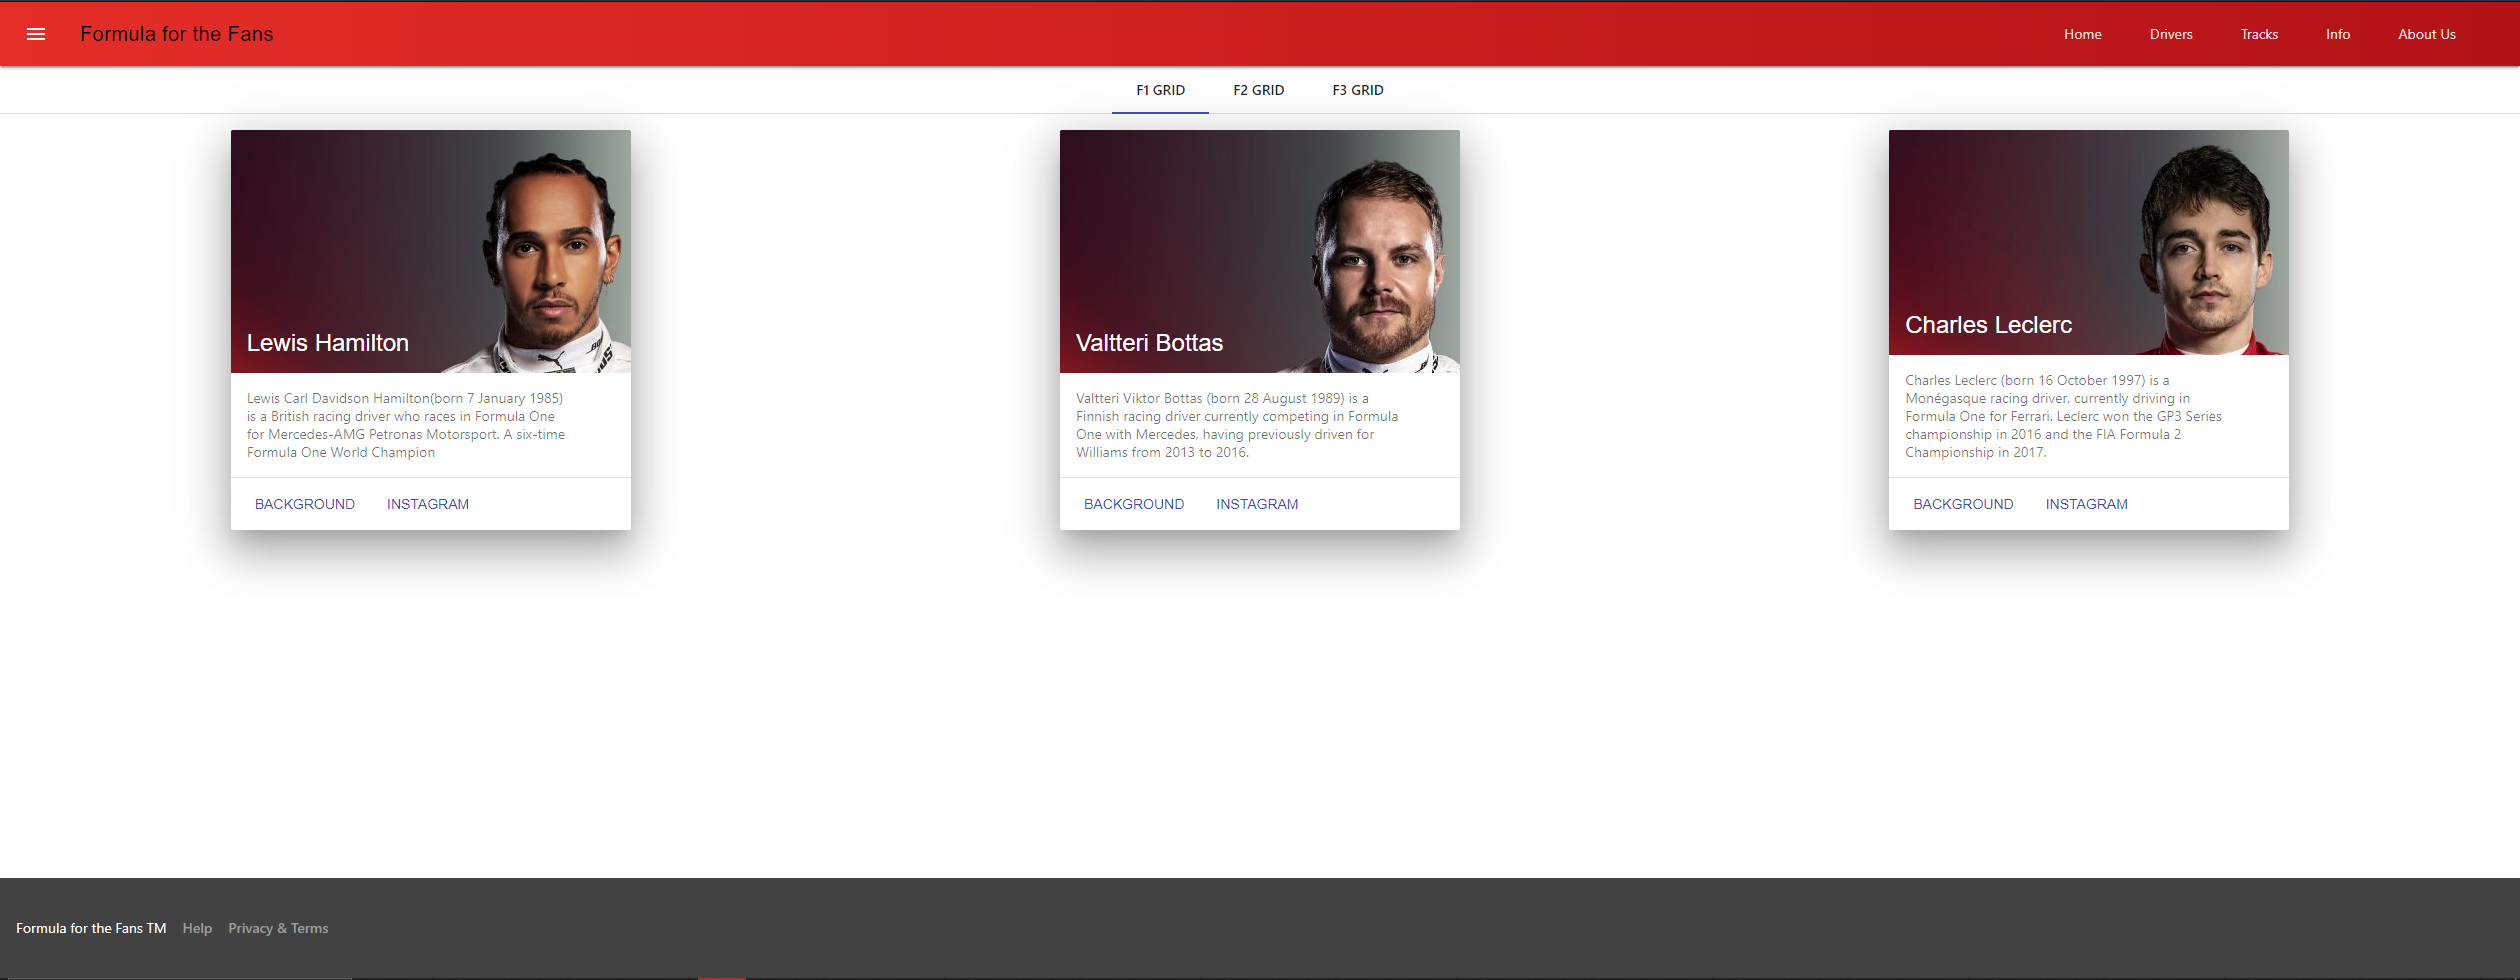 Formula for the Fans
Home Drivers Tracks Info About Us
F1 GRID F2 GRID F3 GRID
Lewis Hamilton
Lewis Carl Davidson Hamilton(born 7 January 1985)
is a British racing driver who races in Formula One
for Mercedes-AMG Petronas Motorsport. A six-time
Formula One World Champion
BACKGROUND INSTAGRAM
Valtteri Bottas
Valtteri Viktor Bottas (born 28 August 1989) is a
Finnish racing driver currently competing in Formula
One with Mercedes, having previously driven for
Williams from 2013 to 2016.
BACKGROUND INSTAGRAM
Charles Leclerc
Charles Leclerc (born 16 October 1997) is a
Monégasque racing driver, currently driving in
Formula One for Ferrari. Leclerc won the GP3 Series
championship in 2016 and the FIA Formula 2
Championship in 2017.
BACKGROUND INSTAGRAM
Formula for the Fans TM Help Privacy & Terms